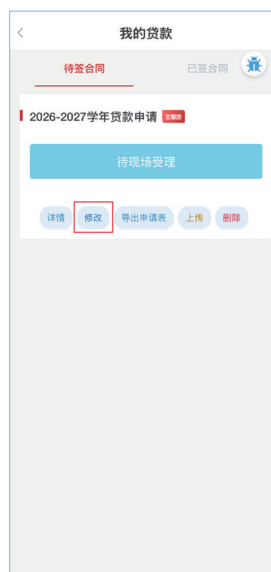 我的贷款
待签合同
已签合同
2026-2027学年贷款申请
待现场受理
详情
修改
导出申请表
上传
删除